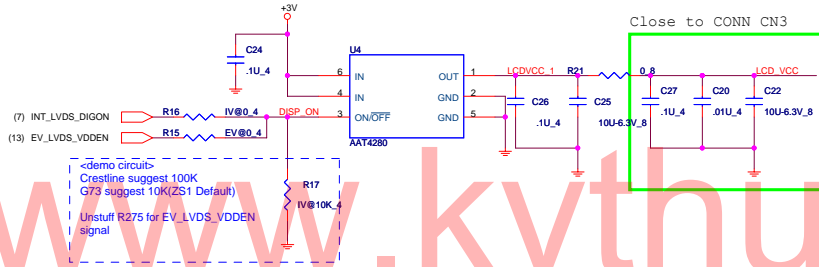 +3V
Close to CONN CN3
C24
.1U_4
U4
6 IN
4 IN
3 ON/OFF
OUT 1
GND 2
GND 5
AAT4280
LCDVCC_1
R21
0_8
LCD_VCC
C26
.1U_4
C25
10U-6.3V_8
C27
.1U_4
C20
.01U_4
C22
10U-6.3V_8
(7) INT_LVDS_DIGON
R16
IV@0_4
DISP_ON
(13) EV_LVDS_VDDEN
R15
EV@0_4
R17
IV@10K_4
<demo circuit>
Crestline suggest 100K
G73 suggest 10K(ZS1 Default)
Unstuff R275 for EV_LVDS_VDDEN
signal
www.kvthu